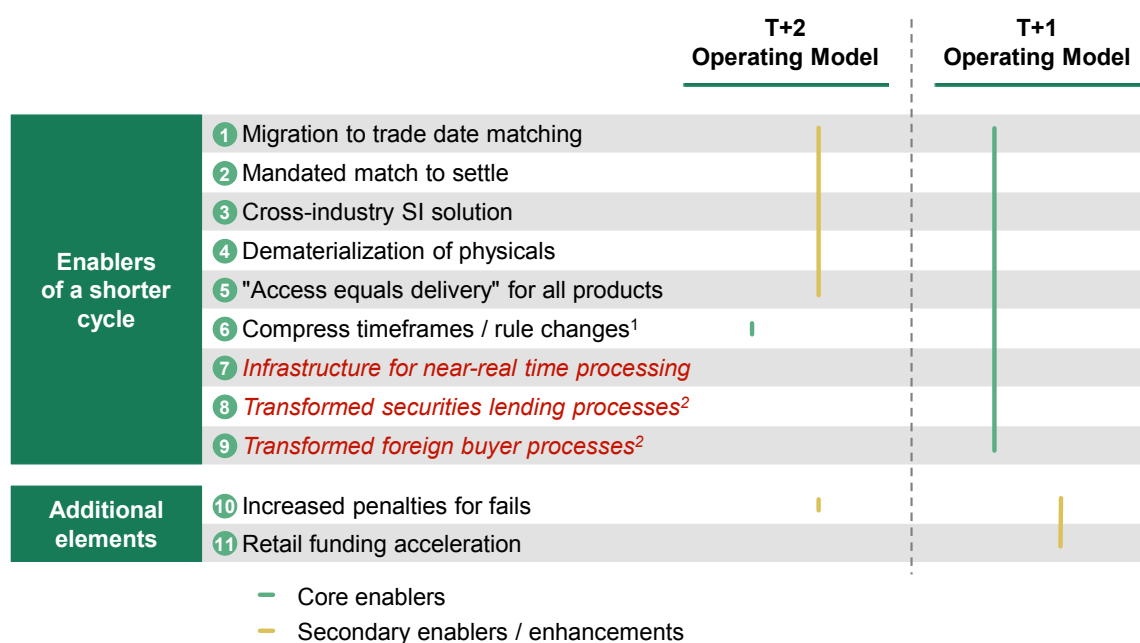 T+2
Operating Model
T+1
Operating Model
Enablers
of a shorter
cycle
1 Migration to trade date matching
2 Mandated match to settle
3 Cross-industry SI solution
4 Dematerialization of physicals
5 "Access equals delivery" for all products
6 Compress timeframes / rule changes1
7 Infrastructure for near-real time processing
8 Transformed securities lending processes2
9 Transformed foreign buyer processes2
Additional
elements
10 Increased penalties for fails
11 Retail funding acceleration
Core enablers
Secondary enablers / enhancements